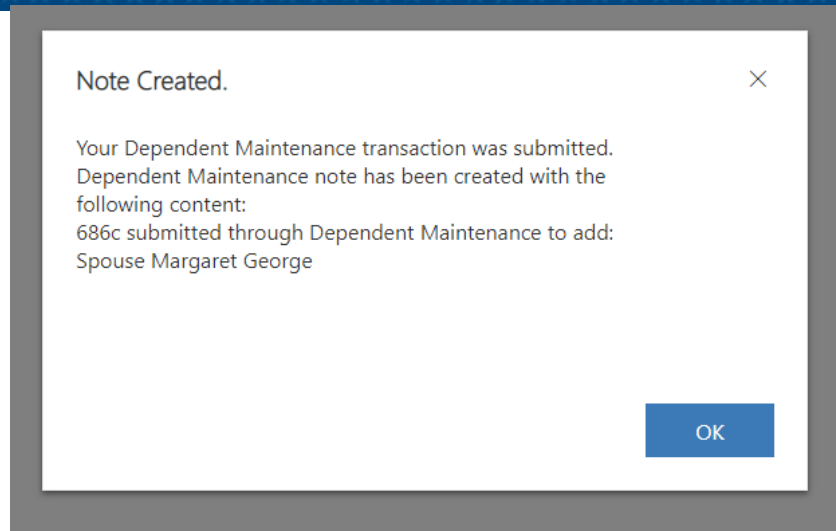 Note Created.
Your Dependent Maintenance transaction was submitted.
Dependent Maintenance note has been created with the
following content:
686c submitted through Dependent Maintenance to add:
Spouse Margaret George
OK